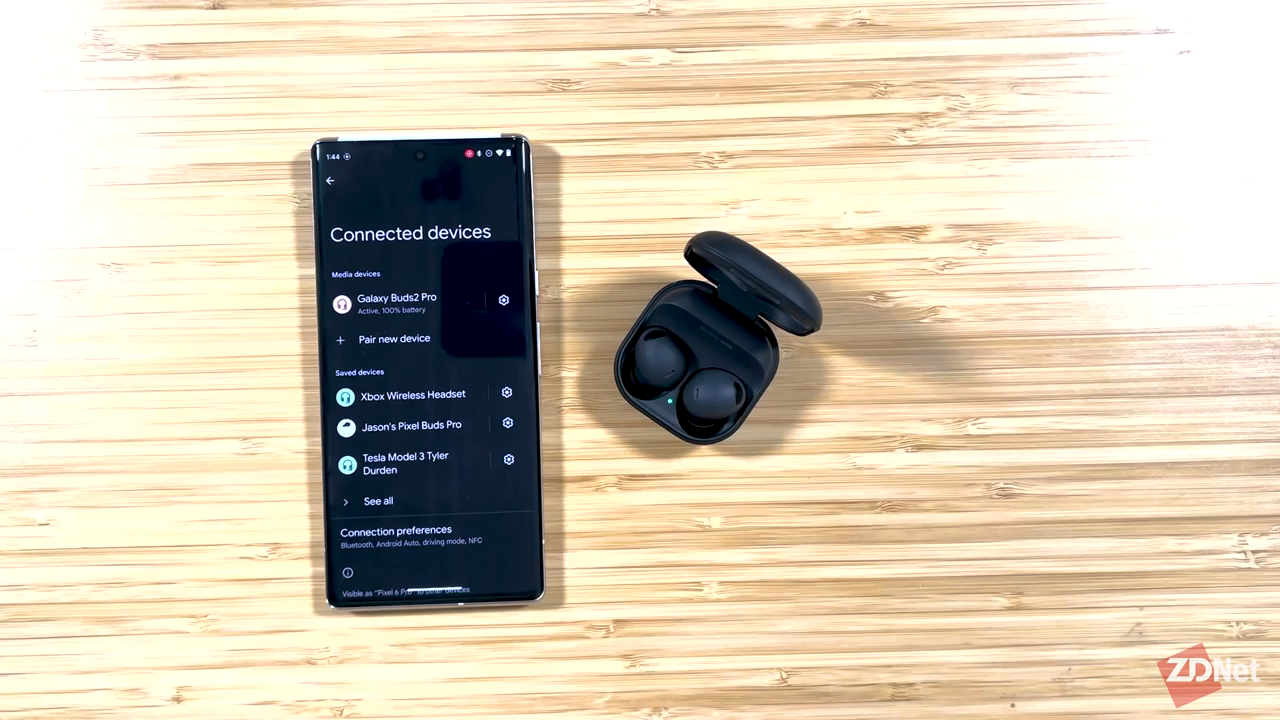 1:44
Connected devices
Media devices
Galaxy Buds2 Pro
Active, 100% battery
Pair new device
Saved devices
Xbox Wireless Headset
Jason's Pixel Buds Pro
Tesla Model 3 Tyler
Durden
See all
Connection preferences
Bluetooth, Android Auto, driving mode, NFC
Visible as "Pixel 6 Pro" to other devices
ZDNet